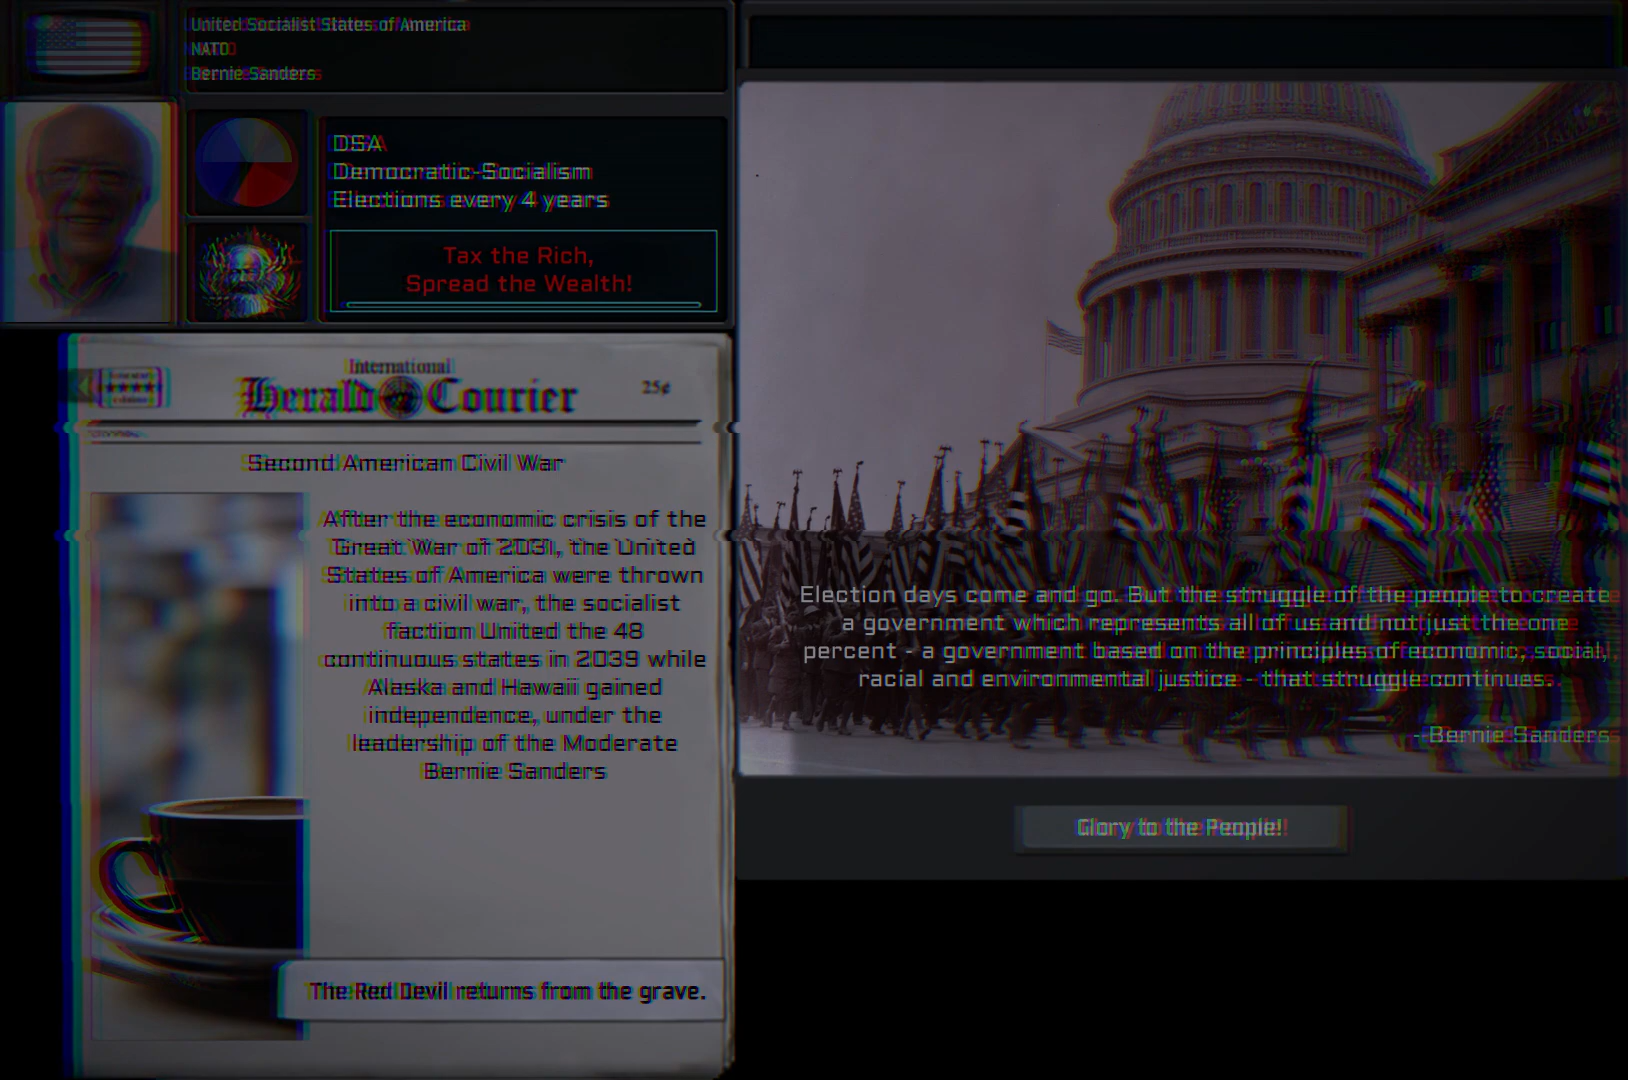 United Socialist States of America
NATO
Bernie Sanders
DSA
Democratic-Socialism
Elections every 4 years
Tax the Rich,
Spread the Wealth!
International
Herald Courier
25¢
Second American Civil War
After the economic crisis of the
Great War of 2031, the United
States of America were thrown
into a civil war, the socialist
faction United the 48
continuous states in 2039 while
Alaska and Hawaii gained
independence, under the
leadership of the Moderate
Bernie Sanders
The Red Devil returns from the grave.
Election days come and go. But the struggle of the people to create
a government which represents all of us and not just the one
percent - a government based on the principles of economic, social,
racial and environmental justice - that struggle continues.
- Bernie Sanders
Glory to the People!